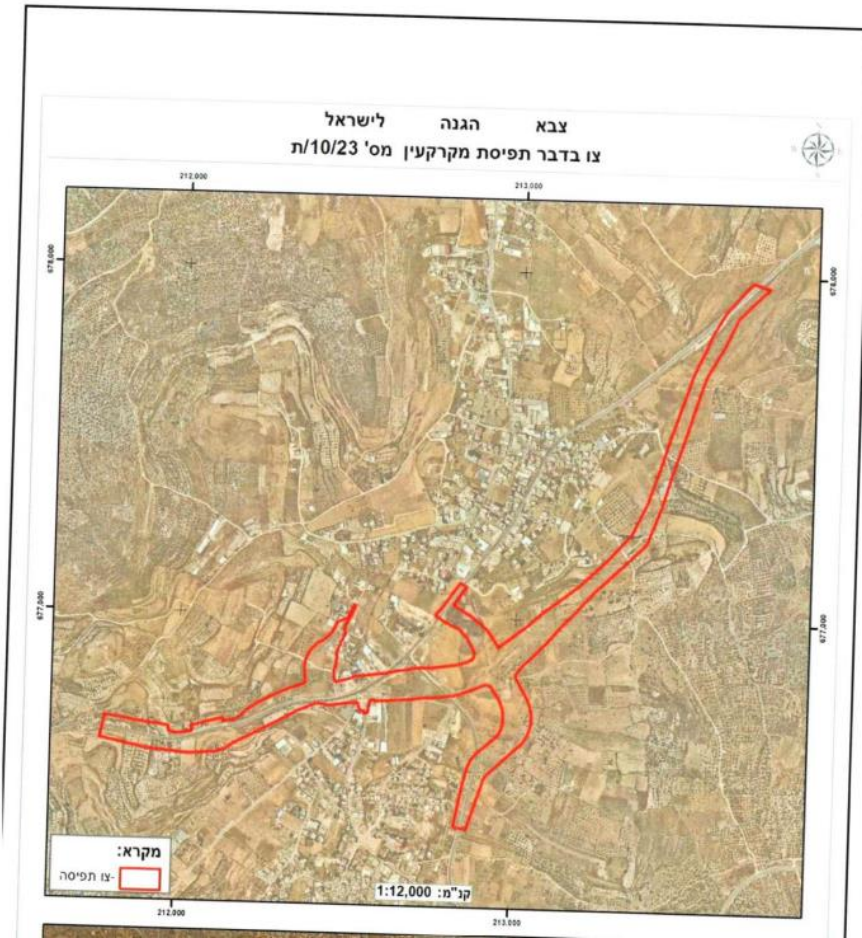 צבא הגנה לישראל
צו בדבר תפיסת מקרקעין מס' 10/23/ת
212,000 213,000
678,000 678,000
677,000 677,000
מקרא:
-צו תפיסה
קנ"מ: 1:12,000
212,000 213,000